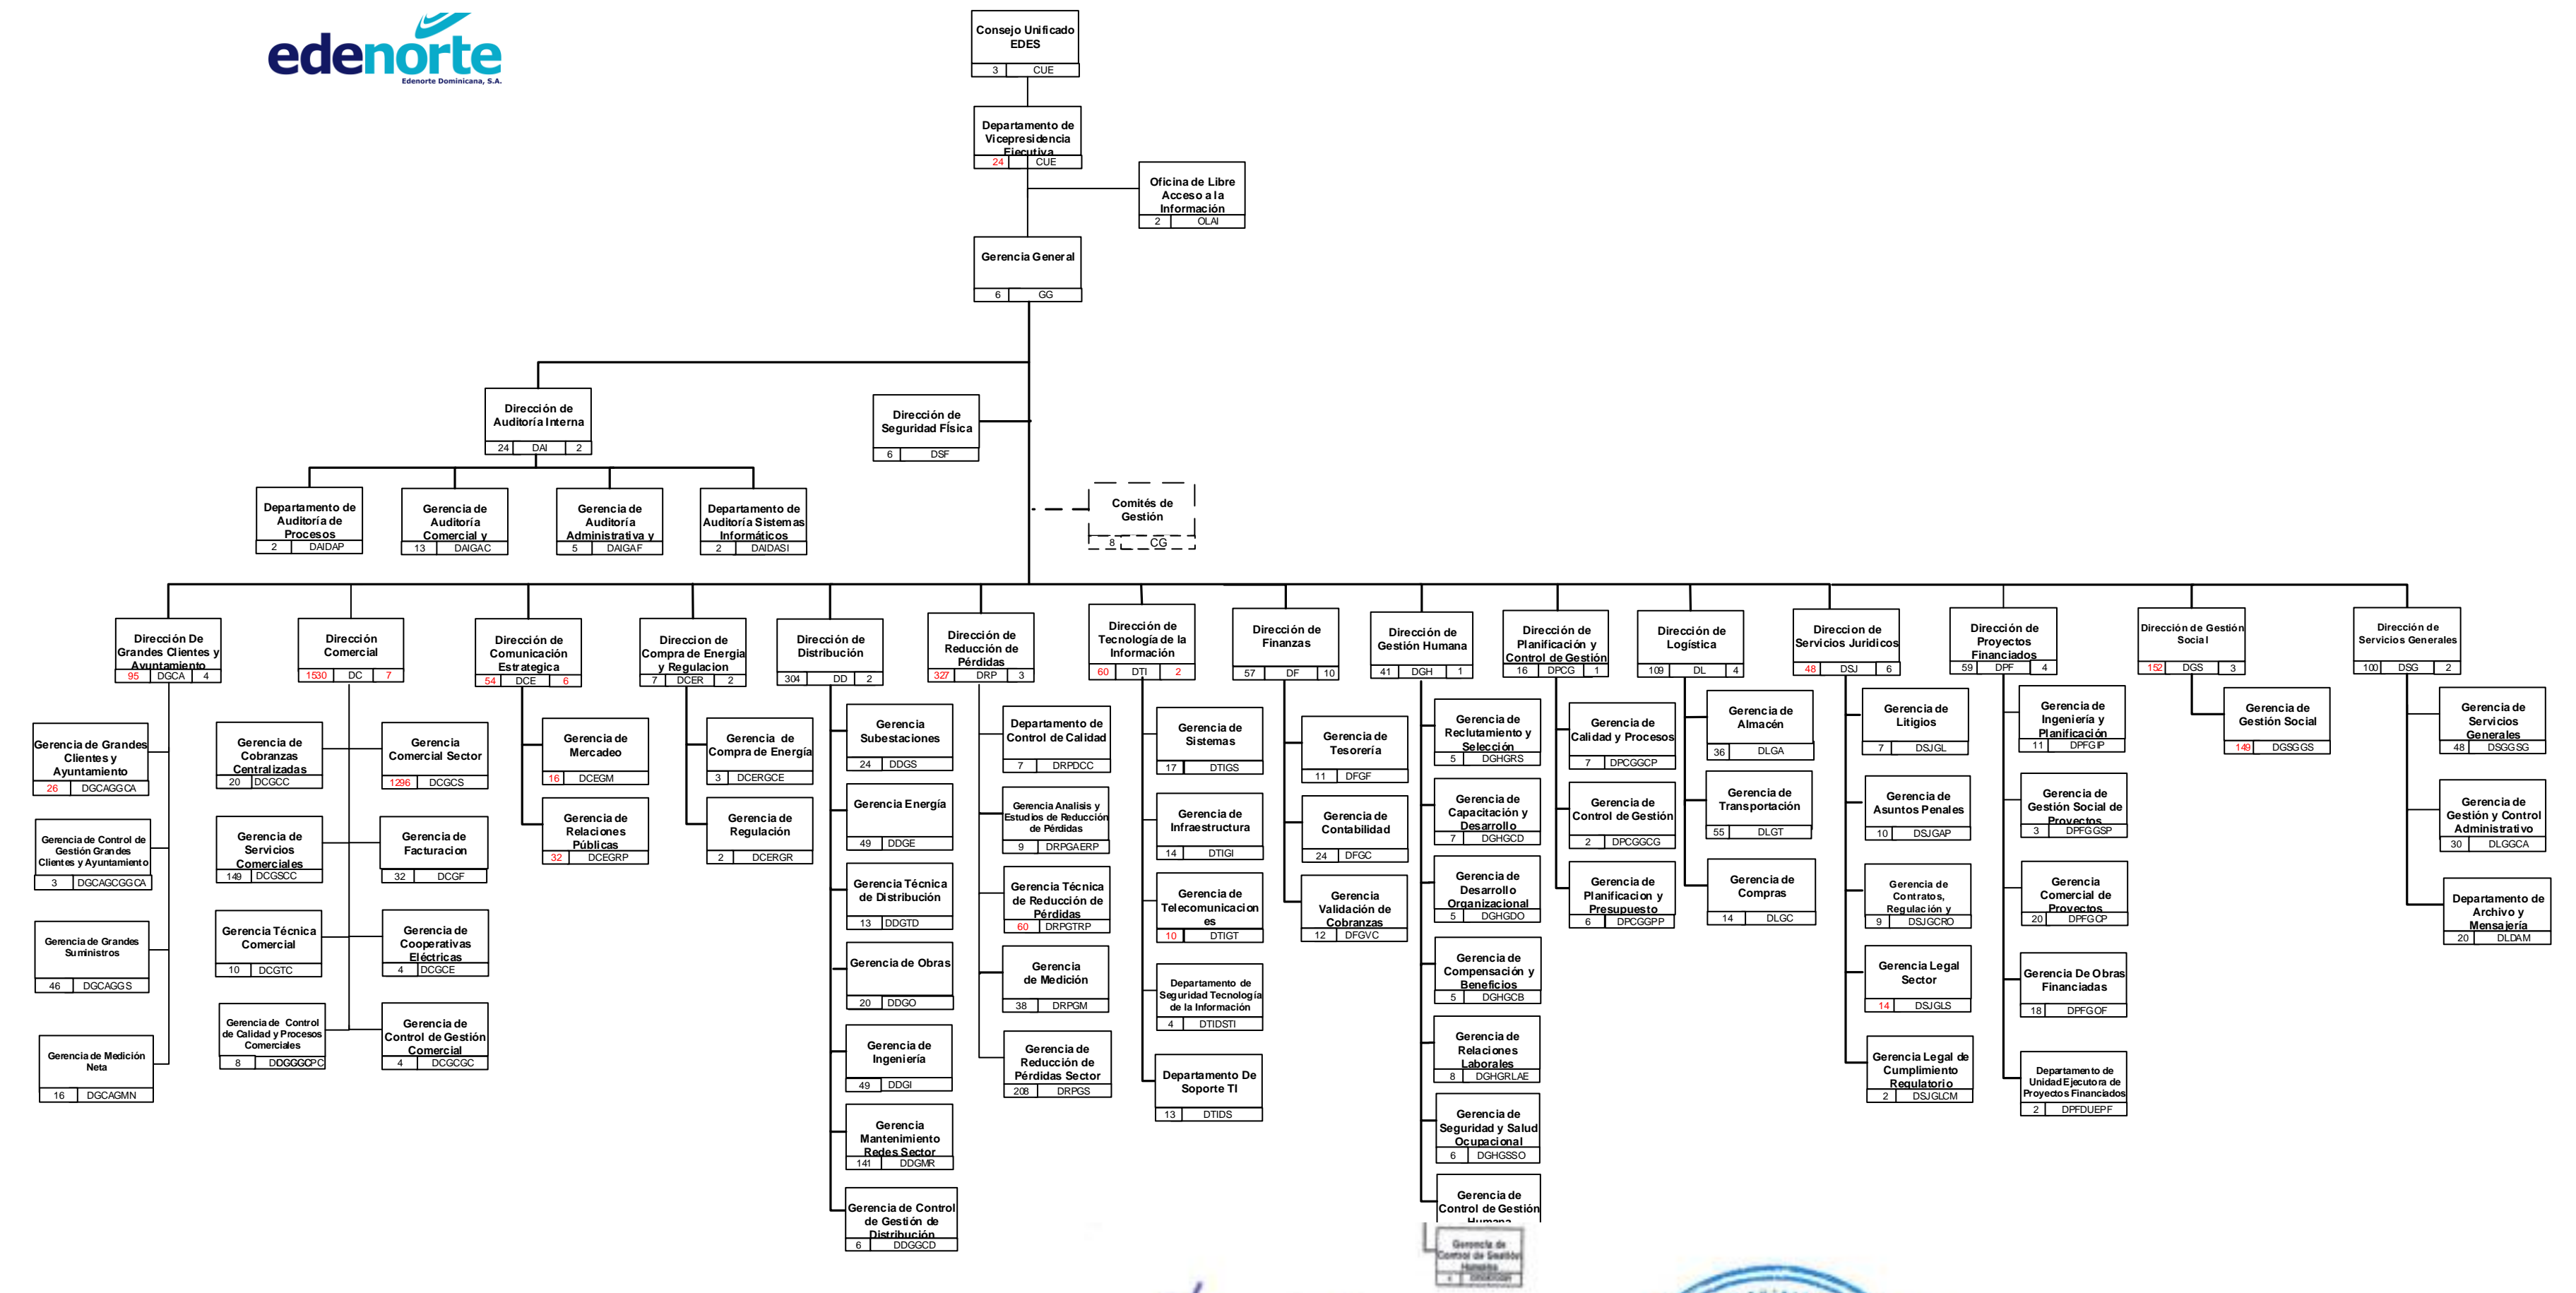 edenorte
Edenorte Dominicana, S.A.
Consejo Unificado
EDES
3 CUE
Departamento de
Vicepresidencia
Ejecutiva
24 CUE
Oficina de Libre
Acceso a la
Información
2 OLAI
Gerencia General
6 GG
Dirección de
Auditoría Interna
24 DAI 2
Dirección de
Seguridad Física
6 DSF
Departamento de
Auditoría de
Procesos
2 DAIDAP
Gerencia de
Auditoría
Comercial y
13 DAIGAC
Gerencia de
Auditoría
Administrativa y
5 DAIGAF
Departamento de
Auditoría Sistemas
Informáticos
2 DAIDASI
Comités de
Gestión
8 CG
Dirección De
Grandes Clientes y
Ayuntamiento
95 DGCA 4
Gerencia de Grandes
Clientes y
Ayuntamiento
26 DGCAGGCA
Gerencia de Control de
Gestión Grandes
Clientes y Ayuntamiento
3 DGCAGCGGCA
Gerencia de Grandes
Suministros
46 DGCAGGS
Gerencia de Medición
Neta
16 DGCAGMN
Dirección
Comercial
1530 DC 7
Gerencia de
Cobranzas
Centralizadas
20 DCGCC
Gerencia
Comercial Sector
1296 DCGCS
Gerencia de
Servicios
Comerciales
149 DCGSCC
Gerencia de
Facturacion
32 DCGF
Gerencia Técnica
Comercial
10 DCGTC
Gerencia de
Cooperativas
Eléctricas
4 DCGCE
Gerencia de Control
de Calidad y Procesos
Comerciales
8
Gerencia de
Control de Gestión
Comercial
4 DCGCGC
Dirección de
Comunicación
Estrategica
54 DCE 6
Gerencia de
Mercadeo
16 DCEGM
Gerencia de
Relaciones
Públicas
32 DCEGRP
Direccion de
Compra de Energia
y Regulacion
7 DCER 2
Gerencia de
Compra de Energía
3 DCERGCE
Gerencia de
Regulación
2 DCERGR
Dirección de
Distribución
304 DD 2
Gerencia
Subestaciones
24 DDGS
Gerencia Energía
49 DDGE
Gerencia Técnica
de Distribución
13 DDGTD
Gerencia de Obras
20 DDGO
Gerencia de
Ingeniería
49 DDGI
Gerencia
Mantenimiento
Redes Sector
141 DDGMR
Gerencia de Control
de Gestión de
Distribución
6 DDGGCD
Dirección de
Reducción de
Pérdidas
327 DRP 3
Departamento de
Control de Calidad
7 DRPDCC
Gerencia Analisis y
Estudios de Reducción
de Pérdidas
9 DRPGAERP
Gerencia Técnica
de Reducción de
Pérdidas
60 DRPGTRP
Gerencia
de Medición
38 DRPGM
Gerencia de
Reducción de
Pérdidas Sector
208 DRPGS
Dirección de
Tecnología de la
Información
60 DTI 2
Gerencia de
Sistemas
17 DTIGS
Gerencia de
Infraestructura
14 DTIGI
Gerencia de
Telecomunicacion
es
10 DTIGT
Departamento de
Seguridad Tecnología
de la Información
4 DTIDSTI
Departamento De
Soporte TI
13 DTIDS
Dirección de
Finanzas
57 DF 10
Gerencia de
Tesorería
11 DFGF
Gerencia de
Contabilidad
24 DFGC
Gerencia
Validación de
Cobranzas
12 DFGVC
Dirección de
Gestión Humana
41 DGH 1
Gerencia de
Reclutamiento y
Selección
5 DGHGRS
Gerencia de
Capacitación y
Desarrollo
7 DGHGCD
Gerencia de
Desarrollo
Organizacional
5 DGHGDO
Gerencia de
Compensación y
Beneficios
5 DGHGCB
Gerencia de
Relaciones
Laborales
8 DGHGRLAE
Gerencia de
Seguridad y Salud
Ocupacional
6 DGHGSSO
Gerencia de
Control de Gestión
Humana
Gerencia de
Control de Gestión
Humana
Dirección de
Planificación y
Control de Gestión
16 DPCG 1
Gerencia de
Calidad y Procesos
7 DPCGGCP
Gerencia de
Control de Gestión
2 DPCGGCG
Gerencia de
Planificacion y
Presupuesto
6 DPCGGPP
Dirección de
Logística
109 DL 4
Gerencia de
Almacén
36 DLGA
Gerencia de
Transportación
55 DLGT
Gerencia de
Compras
14 DLGC
Direccion de
Servicios Juridicos
48 DSJ 6
Gerencia de
Litigios
7 DSJGL
Gerencia de
Asuntos Penales
10 DSJGAP
Gerencia de
Contratos,
Regulación y
9 DSJGCRO
Gerencia Legal
Sector
14 DSJGLS
Gerencia Legal de
Cumplimiento
Regulatorio
2 DSJGLCM
Dirección de
Proyectos
Financiados
59 DPF 4
Gerencia de
Ingeniería y
Planificación
11 DPFGIP
Gerencia de
Gestión Social de
Proyectos
3 DPFGGSP
Gerencia
Comercial de
Proyectos
20 DPFGCP
Gerencia De Obras
Financiadas
18 DPFGOF
Departamento de
Unidad Ejecutora de
Proyectos Financiados
2 DPFDUEPF
Dirección de Gestión
Social
152 DGS 3
Gerencia de
Gestión Social
149 DGSGGS
Dirección de
Servicios Generales
100 DSG 2
Gerencia de
Servicios
Generales
48 DSGGSG
Gerencia de
Gestión y Control
Administrativo
30 DLGGCA
Departamento de
Archivo y
Mensajería
20 DLDAM